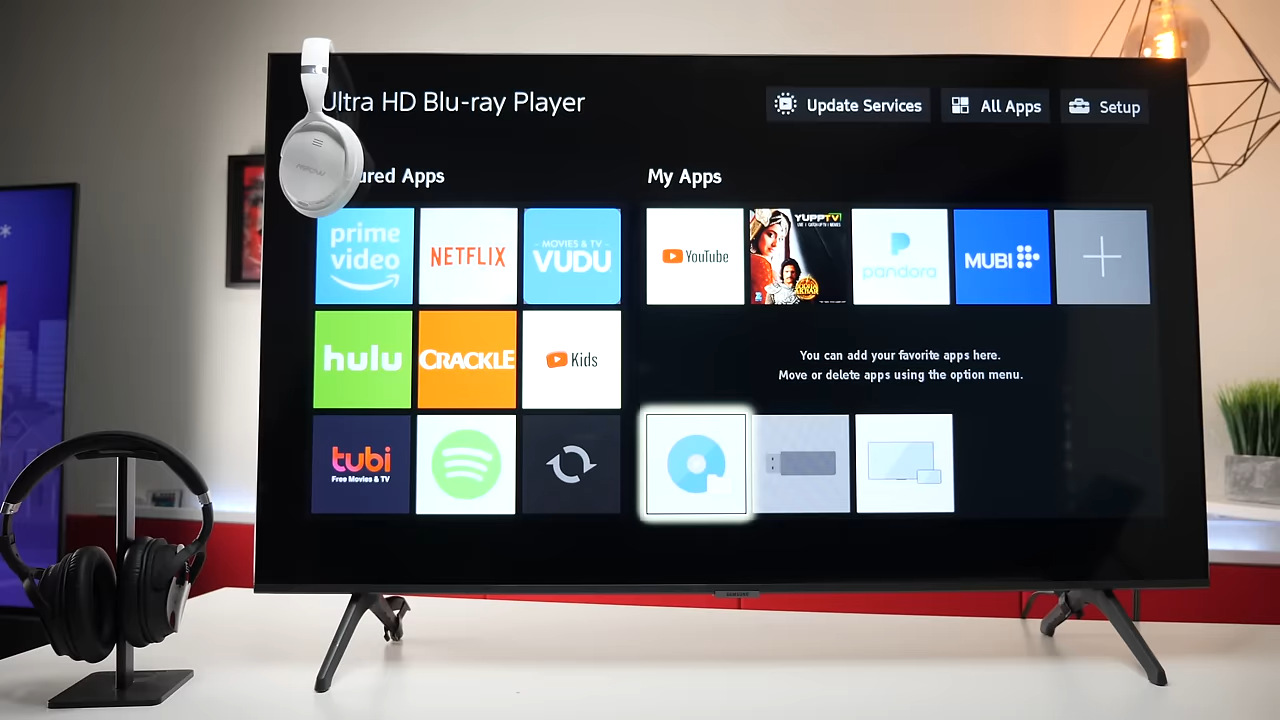 Ultra HD Blu-ray Player
Update Services
All Apps
Setup
ured Apps
My Apps
prime
video
NETFLIX
MOVIES & TV
VUDU
YouTube
YUPPTV
pandora
MUBI
hulu
CRACKLE
Kids
You can add your favorite apps here.
Move or delete apps using the option menu.
tubi
Free Movies & TV
SAMSUNG